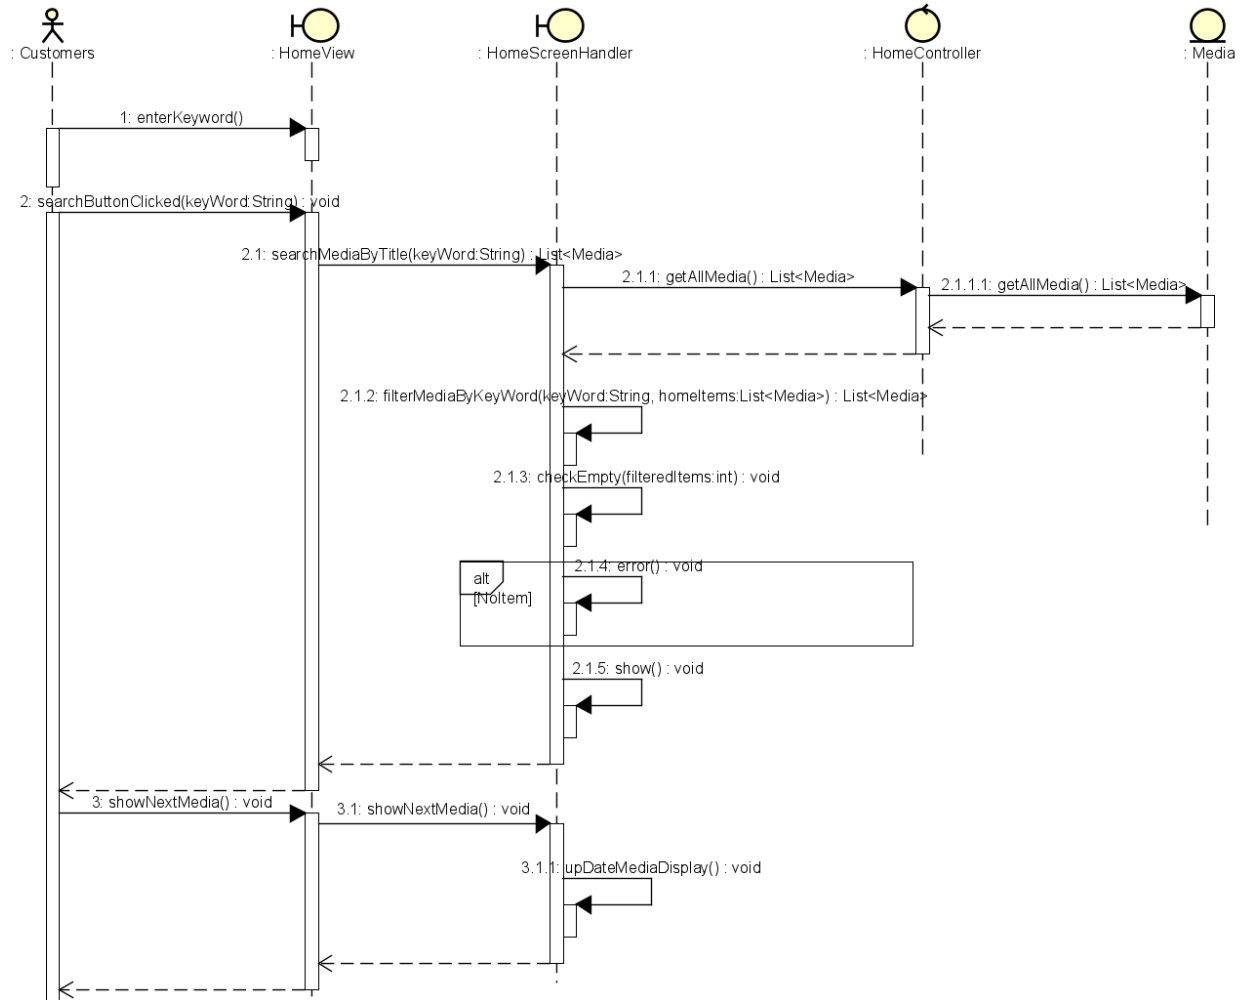 : Customers
: HomeView
: HomeScreenHandler
: HomeController
: Media
1: enterKeyword()
2: searchButtonClicked(keyWord:String) : void
2.1: searchMediaByTitle(keyWord:String) : List<Media>
2.1.1: getAllMedia() : List<Media>
2.1.1.1: getAllMedia() : List<Media>
2.1.2: filterMediaByKeyWord(keyWord:String, homeItems:List<Media>) : List<Media>
2.1.3: checkEmpty(filteredItems:int) : void
2.1.4: error() : void
alt
[NoItem]
2.1.5: show() : void
3: showNextMedia() : void
3.1: showNextMedia() : void
3.1.1: upDateMediaDisplay() : void